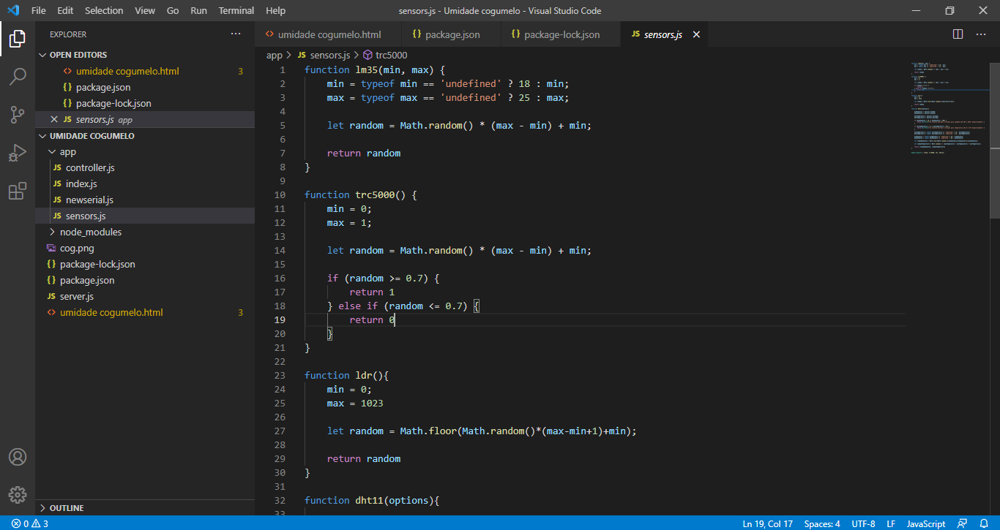 File Edit Selection View Go Run Terminal Help
sensors.js - Umidade cogumelo - Visual Studio Code
EXPLORER
OPEN EDITORS
umidade cogumelo.html 3
package.json
package-lock.json
sensors.js app
UMIDADE COGUMELO
app
controller.js
index.js
newserial.js
sensors.js
node_modules
cog.png
package-lock.json
package.json
server.js
umidade cogumelo.html 3
OUTLINE
umidade cogumelo.html package.json package-lock.json JS sensors.js
app > JS sensors.js > trc5000
1 function lm35(min, max) {
2 min = typeof min == 'undefined' ? 18 : min;
3 max = typeof max == 'undefined' ? 25 : max;
4
5 let random = Math.random() * (max - min) + min;
6
7 return random
8 }
9
10 function trc5000() {
11 min = 0;
12 max = 1;
13
14 let random = Math.random() * (max - min) + min;
15
16 if (random >= 0.7) {
17 return 1
18 } else if (random <= 0.7) {
19 return 0
20 }
21 }
22
23 function ldr(){
24 min = 0;
25 max = 1023
26
27 let random = Math.floor(Math.random()*(max-min+1)+min);
28
29 return random
30 }
31
32 function dht11(options){
33
0 3 Ln 19, Col 17 Spaces: 4 UTF-8 LF JavaScript